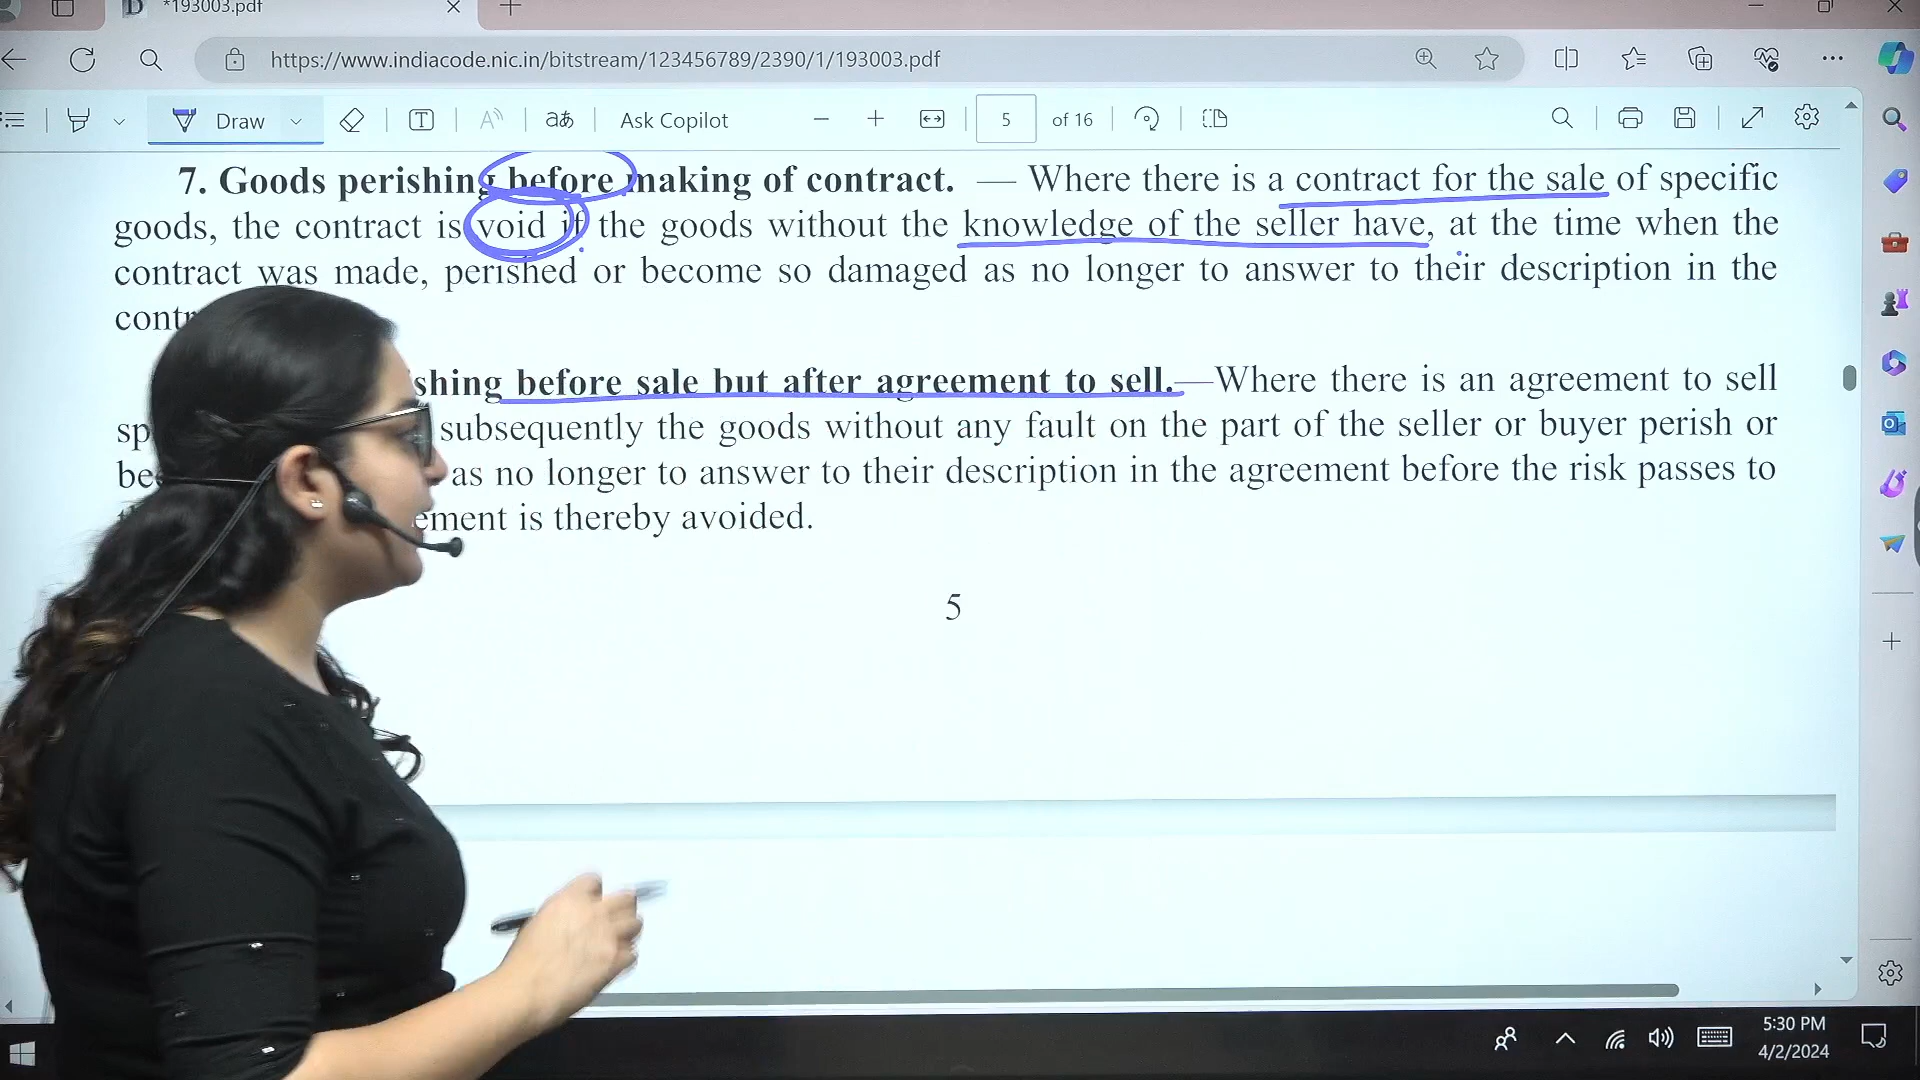 *193003.pdf
https://www.indiacode.nic.in/bitstream/123456789/2390/1/193003.pdf
Draw
aあ
Ask Copilot
5 of 16
7. Goods perishing before making of contract. — Where there is a contract for the sale of specific
goods, the contract is void if the goods without the knowledge of the seller have, at the time when the
contract was made, perished or become so damaged as no longer to answer to their description in the
shing before sale but after agreement to sell.—Where there is an agreement to sell
subsequently the goods without any fault on the part of the seller or buyer perish or
as no longer to answer to their description in the agreement before the risk passes to
ement is thereby avoided.
5
5:30 PM
4/2/2024